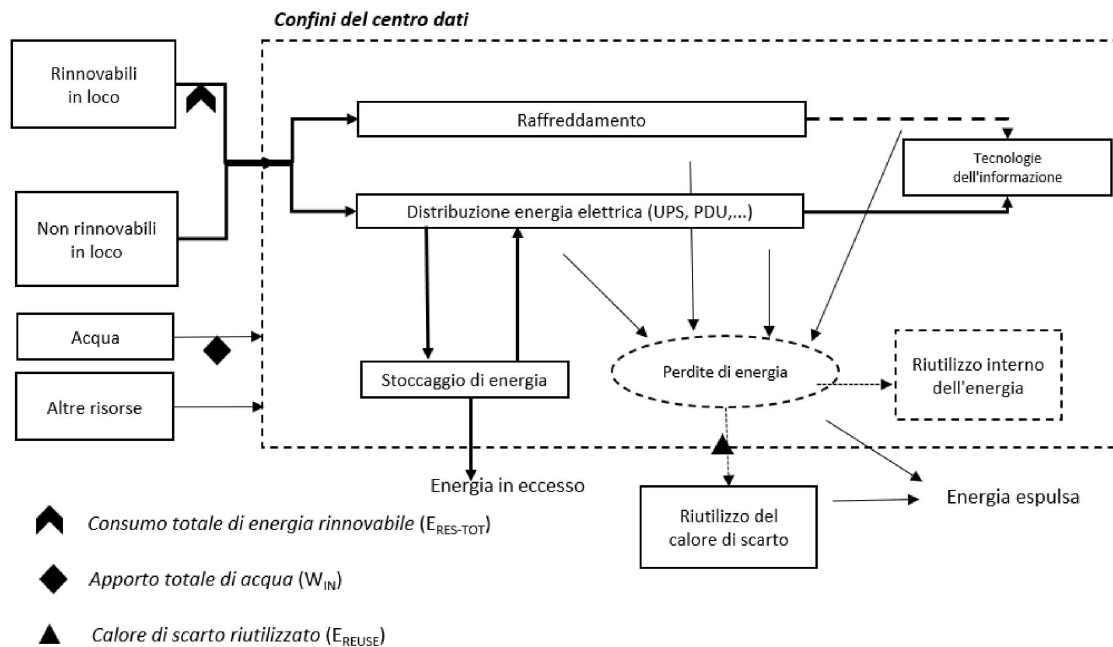 Confini del centro dati
Rinnovabili
in loco
Raffreddamento
Tecnologie
dell'informazione
Non rinnovabili
in loco
Distribuzione energia elettrica (UPS, PDU,...)
Acqua
Altre risorse
Stoccaggio di energia
Perdite di energia
Riutilizzo interno
dell'energia
Energia in eccesso
Riutilizzo del
calore di scarto
Energia espulsa
Consumo totale di energia rinnovabile (ERES-TOT)
Apporto totale di acqua (WIN)
Calore di scarto riutilizzato (EREUSE)